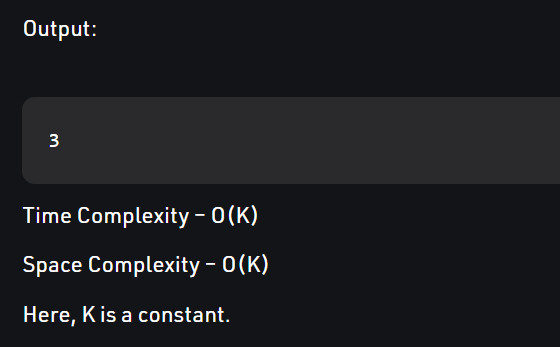 Output:
3
Time Complexity – O(K)
Space Complexity – O(K)
Here, K is a constant.